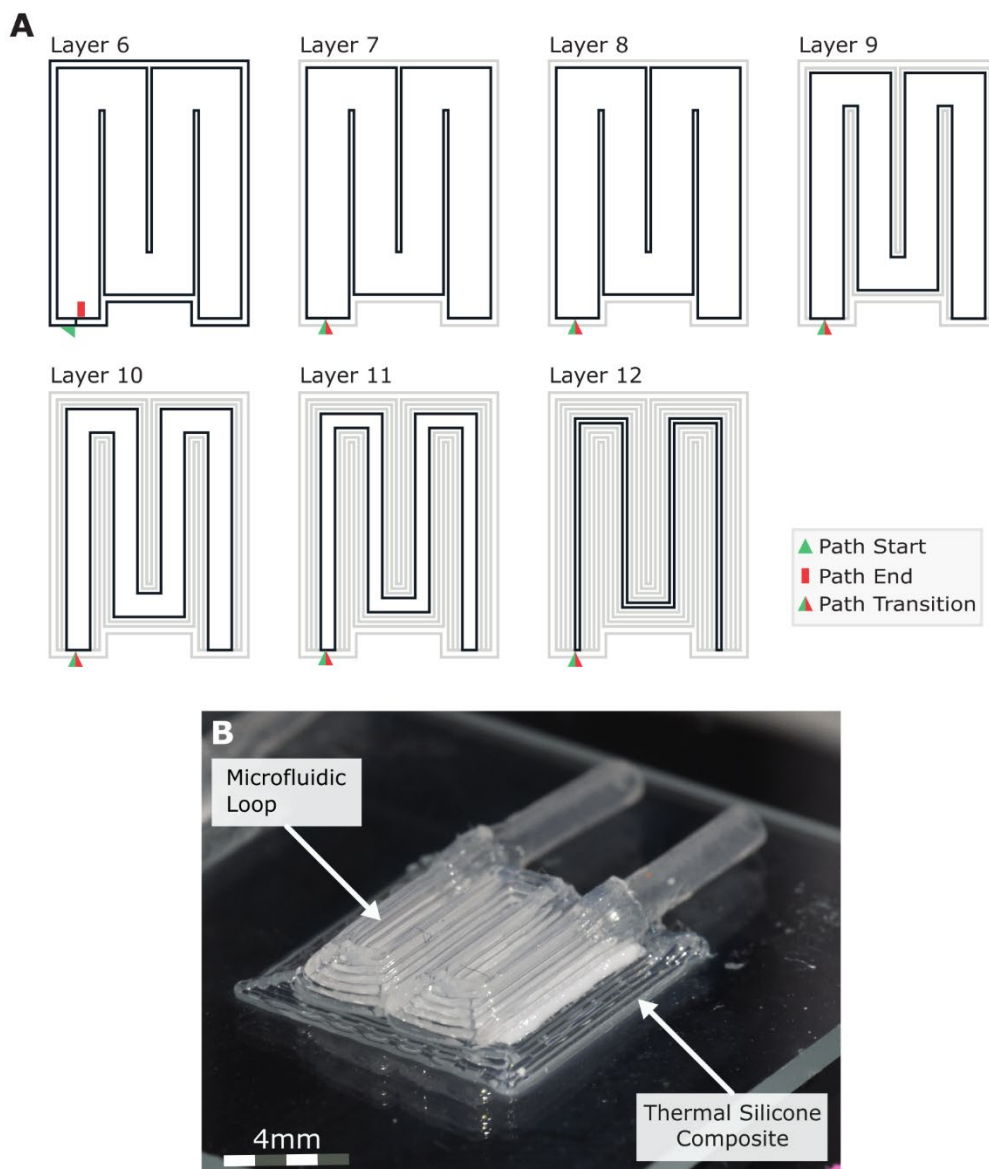 A
Layer 6
Layer 7
Layer 8
Layer 9
Layer 10
Layer 11
Layer 12
Path Start
Path End
Path Transition
B
Microfluidic
Loop
Thermal Silicone
Composite
4mm